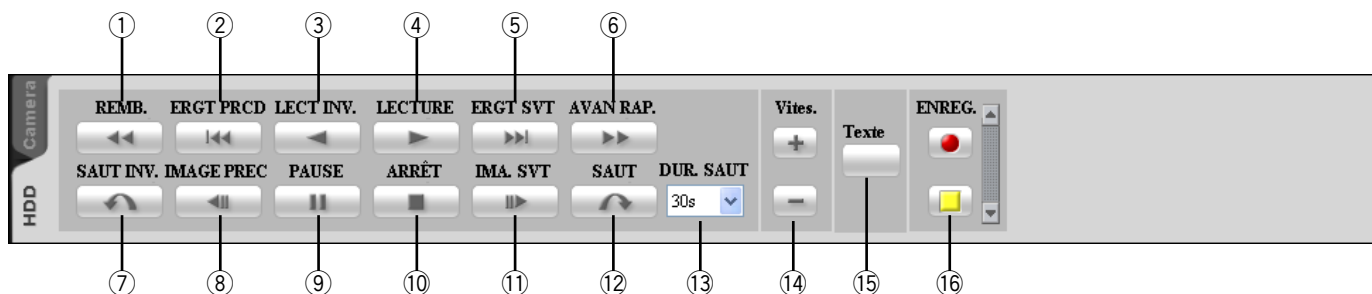 ① ② ③ ④ ⑤ ⑥
Camera
HDD
REMB. ERGT PRCD LECT INV. LECTURE ERGT SVT AVAN RAP. Vites. ENREG.
Texte
SAUT INV. IMAGE PREC PAUSE ARRÊT IMA. SVT SAUT DUR. SAUT
30s
⑦ ⑧ ⑨ ⑩ ⑪ ⑫ ⑬ ⑭ ⑮ ⑯